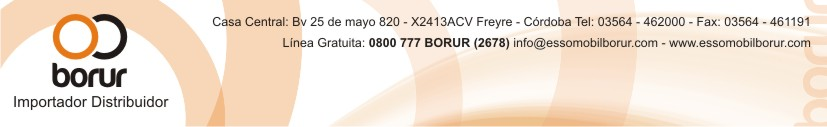 Casa Central: Bv 25 de mayo 820 - X2413ACV Freyre - Córdoba Tel: 03564 - 462000 - Fax: 03564 - 461191
Línea Gratuita: 0800 777 BORUR (2678) info@essomobilborur.com - www.essomobilborur.com
borur
Importador Distribuidor
borur